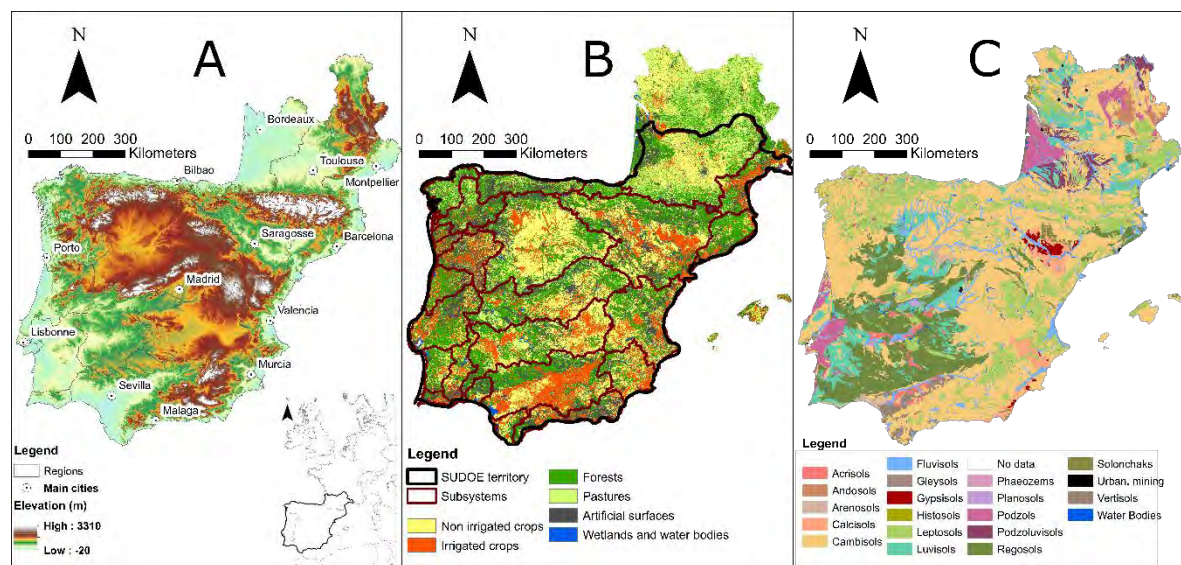 A
N
0 100 200 300
Kilometers
Bordeaux
Toulouse
Montpellier
Bilbao
Saragosse
Barcelona
Porto
Madrid
Valencia
Lisbonne
Murcia
Sevilla
Malaga
Legend
Regions
Main cities
Elevation (m)
High : 3310
Low : -20
B
N
0 100 200 300
Kilometers
Legend
SUDOE territory
Subsystems
Non irrigated crops
Irrigated crops
Forests
Pastures
Artificial surfaces
Wetlands and water bodies
C
N
0 100 200 300
Kilometers
Legend
Acrisols
Andosols
Arenosols
Calcisols
Cambisols
Fluvisols
Gleysols
Gypsisols
Histosols
Leptosols
Luvisols
No data
Phaeozems
Planosols
Podzols
Podzoluvisols
Regosols
Solonchaks
Urban. mining
Vertisols
Water Bodies